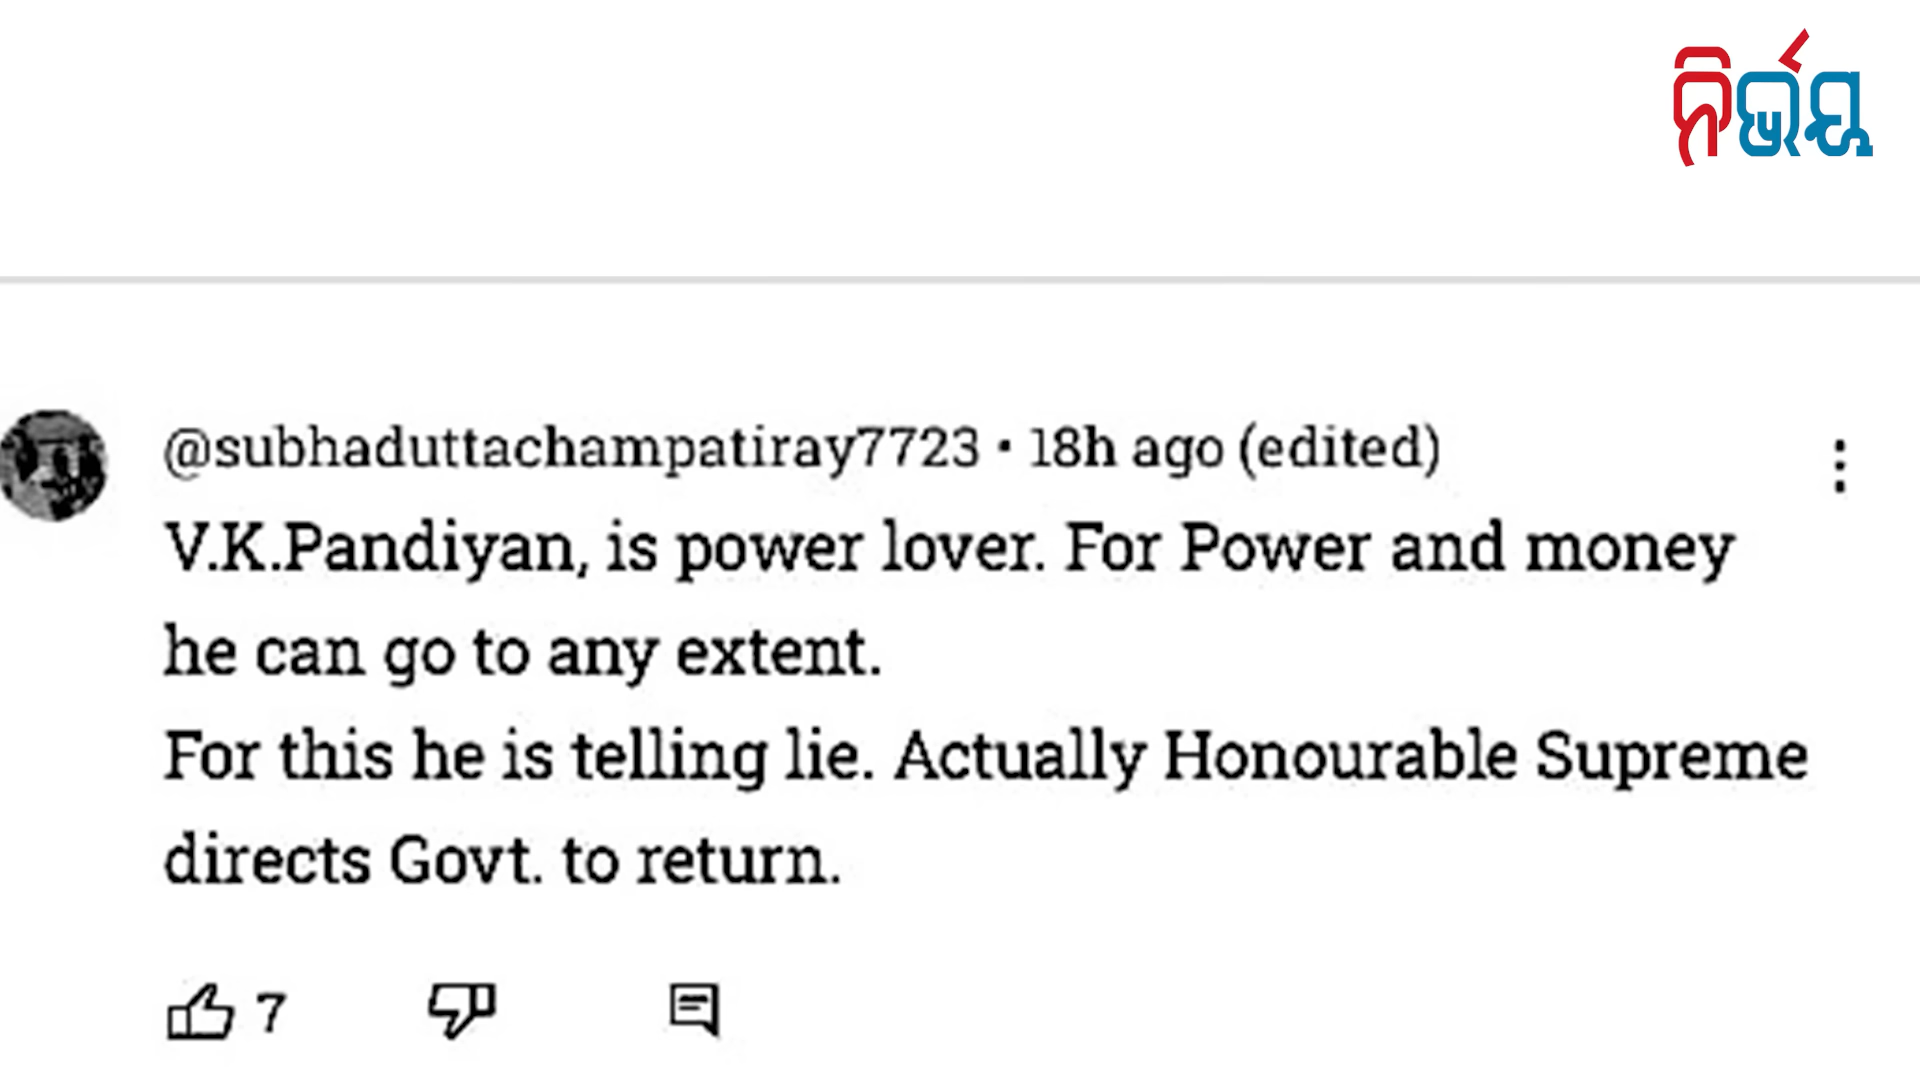 ନିର୍ଭୟ
@subhaduttachampatiray7723 • 18h ago (edited)
V.K.Pandiyan, is power lover. For Power and money
he can go to any extent.
For this he is telling lie. Actually Honourable Supreme
directs Govt. to return.
7